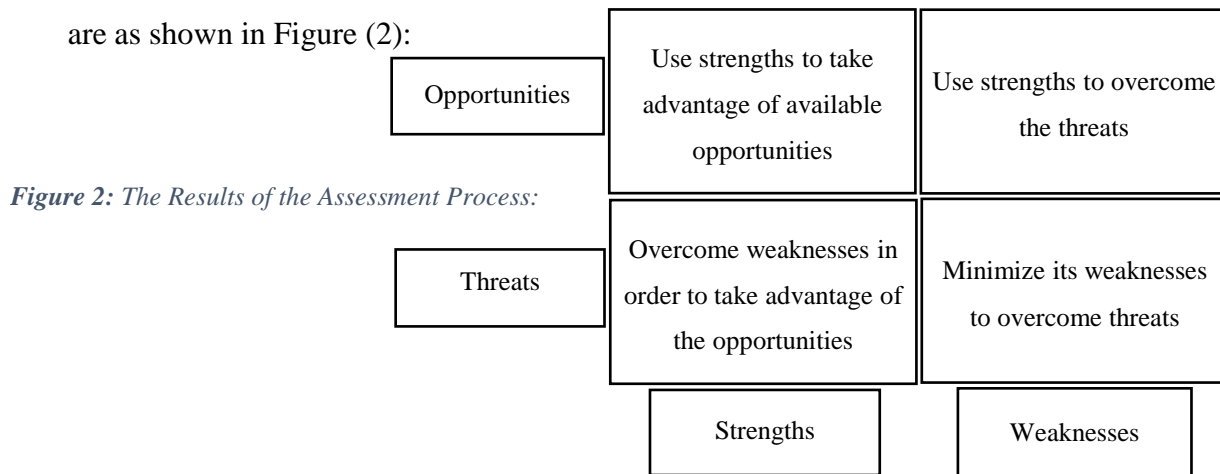 are as shown in Figure (2):
Opportunities
Use strengths to take
advantage of available
opportunities
Use strengths to overcome
the threats
Figure 2: The Results of the Assessment Process:
Threats
Overcome weaknesses in
order to take advantage of
the opportunities
Minimize its weaknesses
to overcome threats
Strengths
Weaknesses